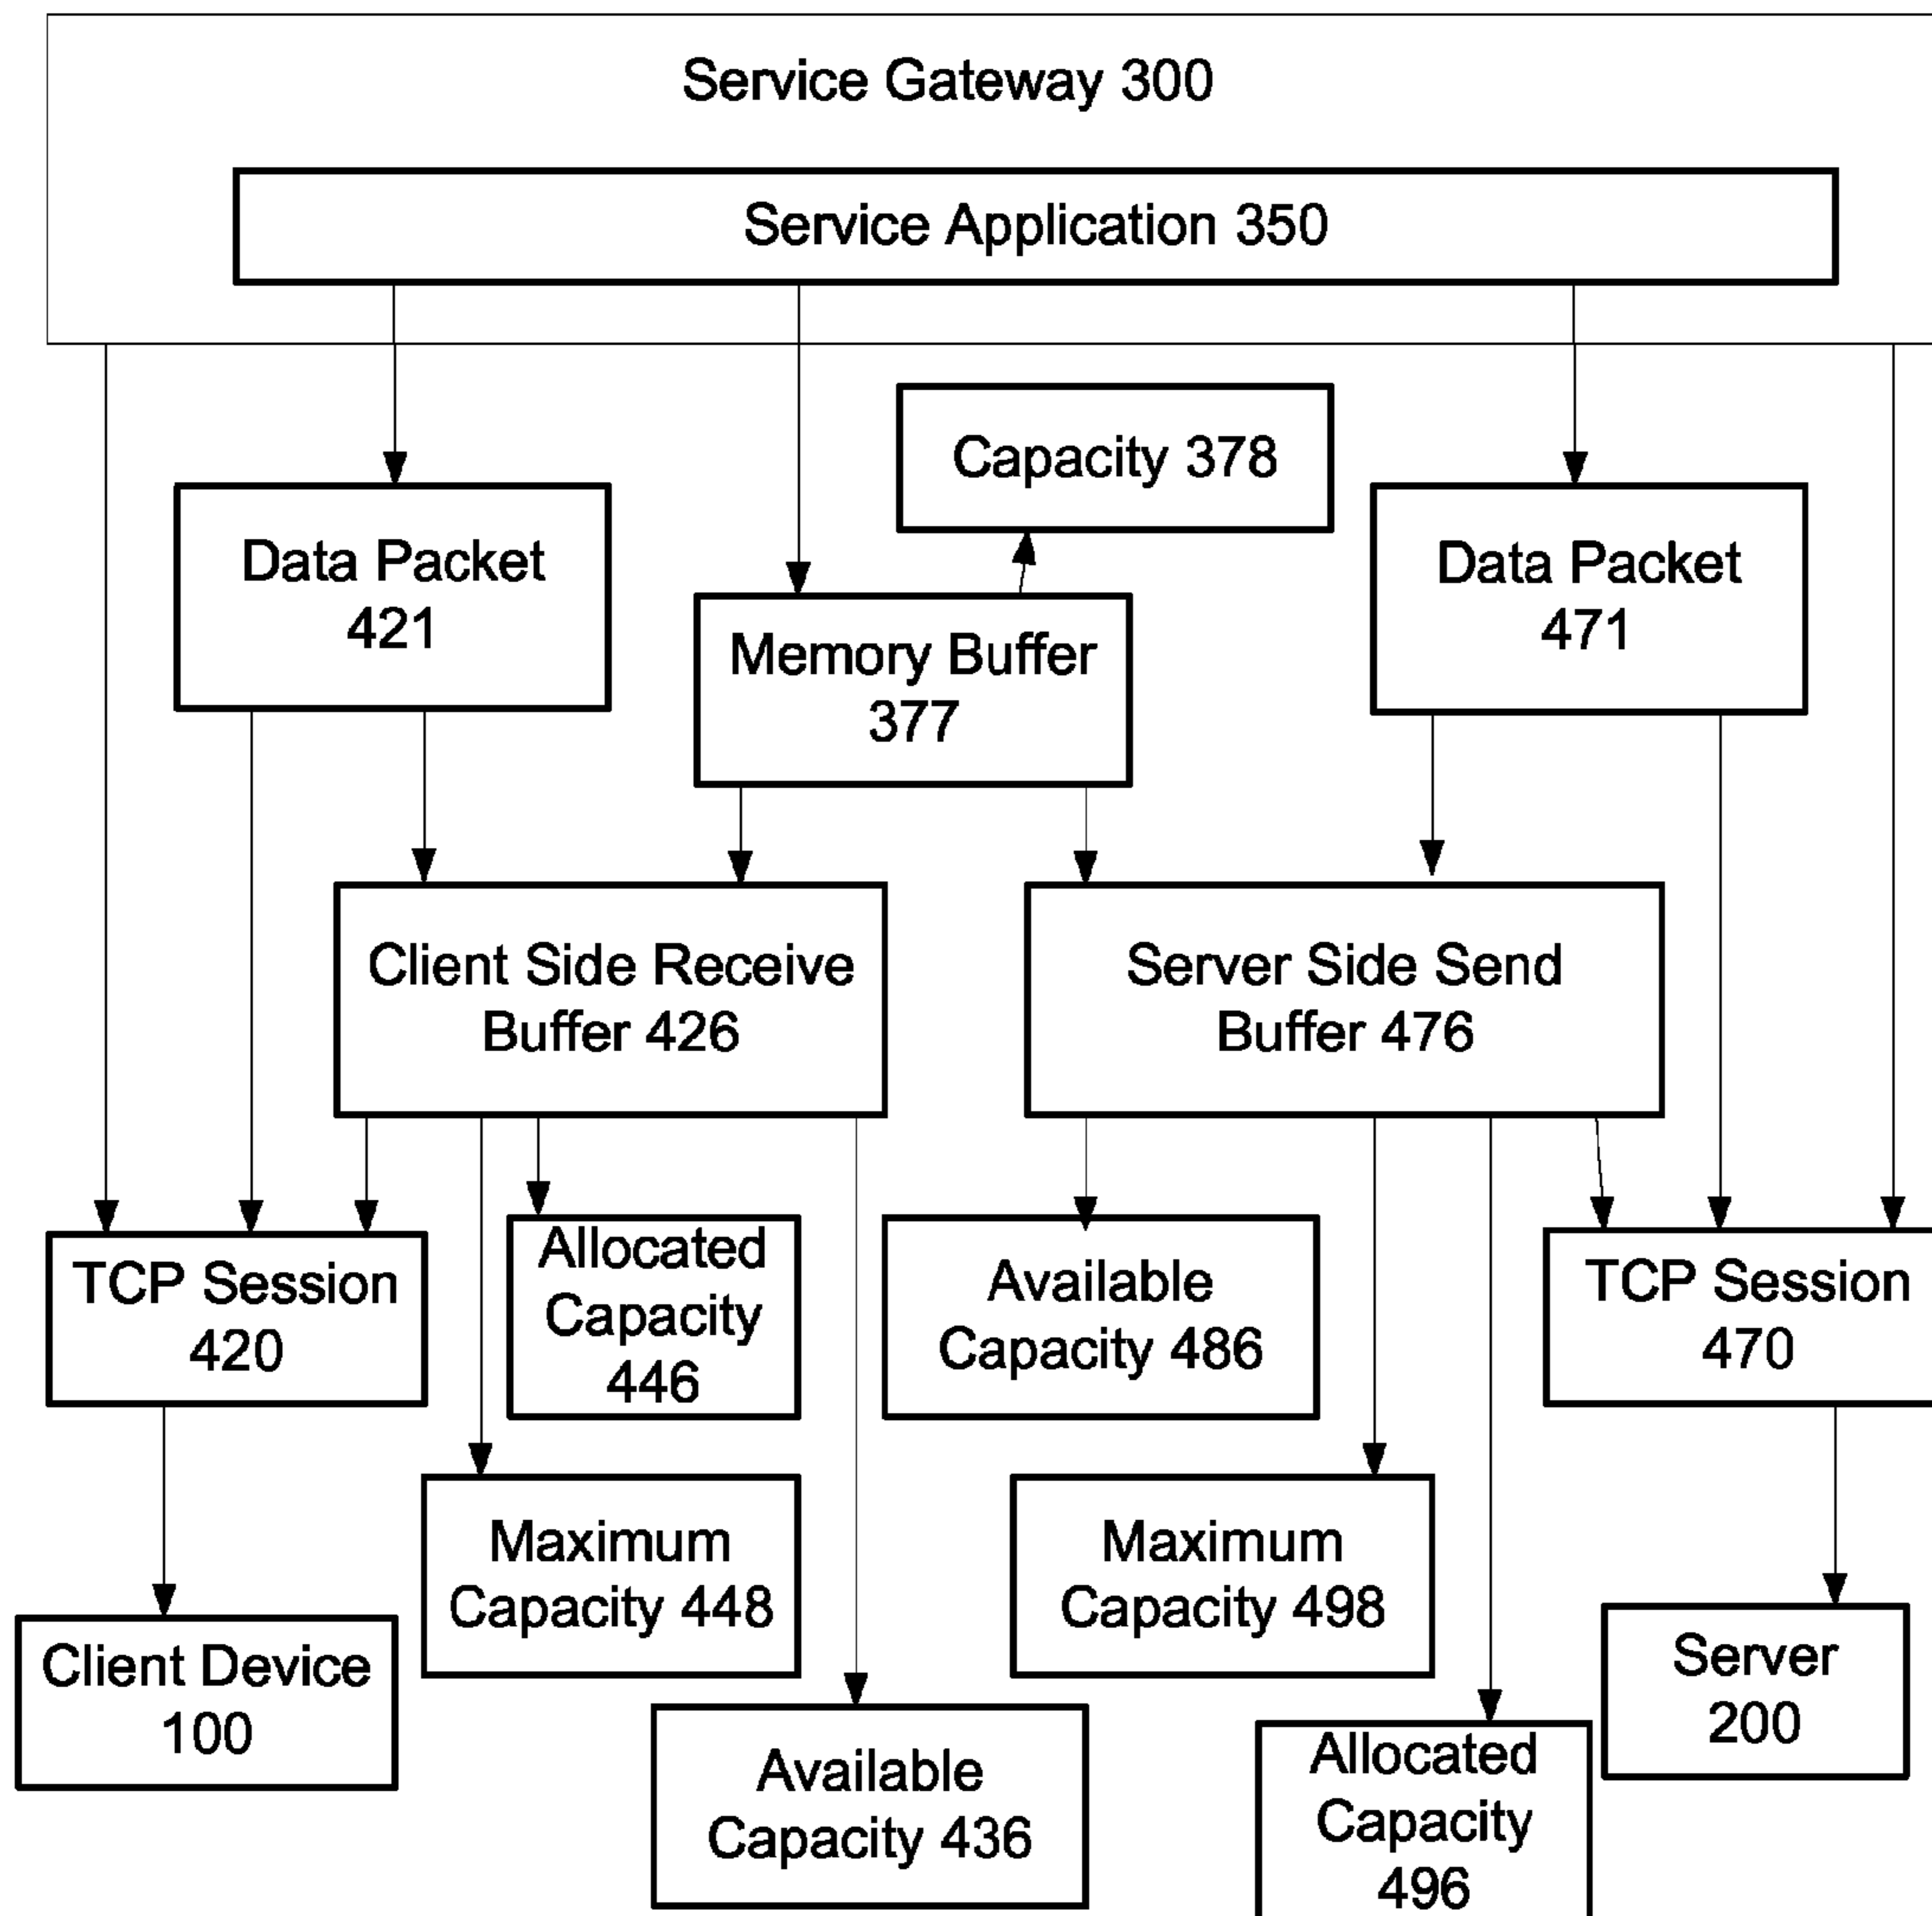 Service Gateway 300
Service Application 350
Capacity 378
Data Packet
421
Data Packet
471
Memory Buffer
377
Client Side Receive
Buffer 426
Server Side Send
Buffer 476
TCP Session
420
Allocated
Capacity
446
Available
Capacity 486
TCP Session
470
Maximum
Capacity 448
Maximum
Capacity 498
Client Device
100
Server
200
Available
Capacity 436
Allocated
Capacity
496